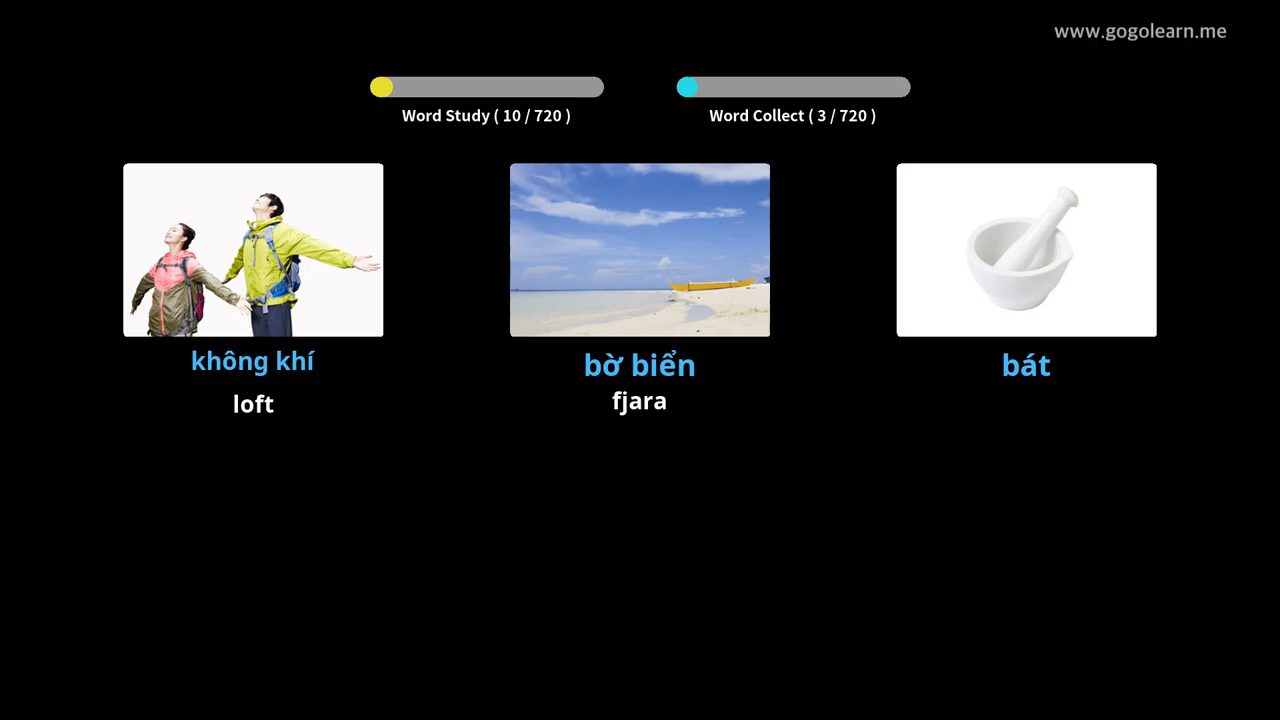 www.gogolearn.me
Word Study ( 10 / 720 )
Word Collect ( 3 / 720 )
không khí
loft
bờ biển
fjara
bát